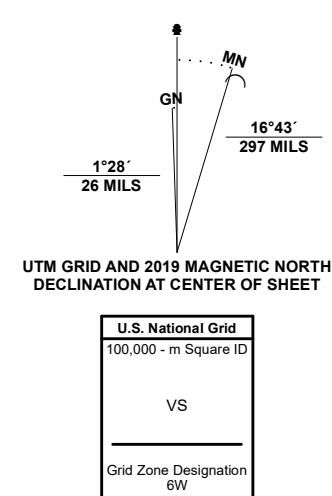 MN
GN
16°43´
297 MILS
1°28´
26 MILS
UTM GRID AND 2019 MAGNETIC NORTH
DECLINATION AT CENTER OF SHEET
U.S. National Grid
100,000 - m Square ID
VS
Grid Zone Designation
6W